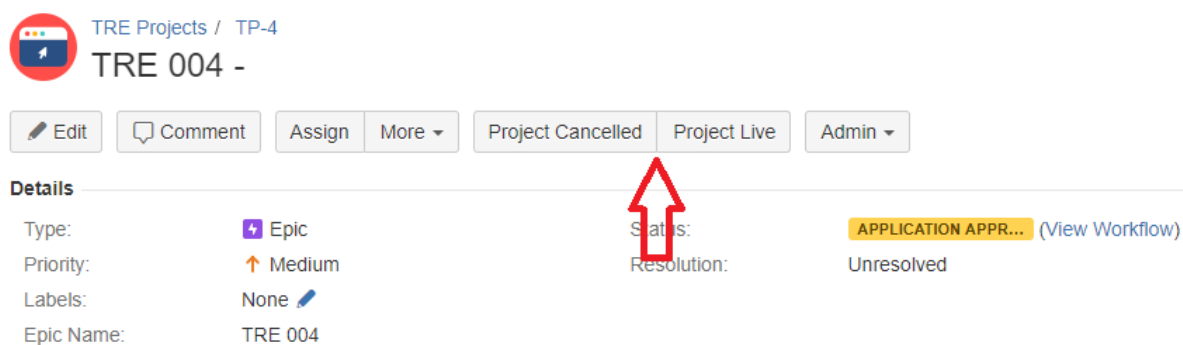 TRE Projects / TP-4
TRE 004 -
Edit Comment Assign More Project Cancelled Project Live Admin
Details
Type: Epic Status: APPLICATION APPR... (View Workflow)
Priority: Medium Resolution: Unresolved
Labels: None
Epic Name: TRE 004